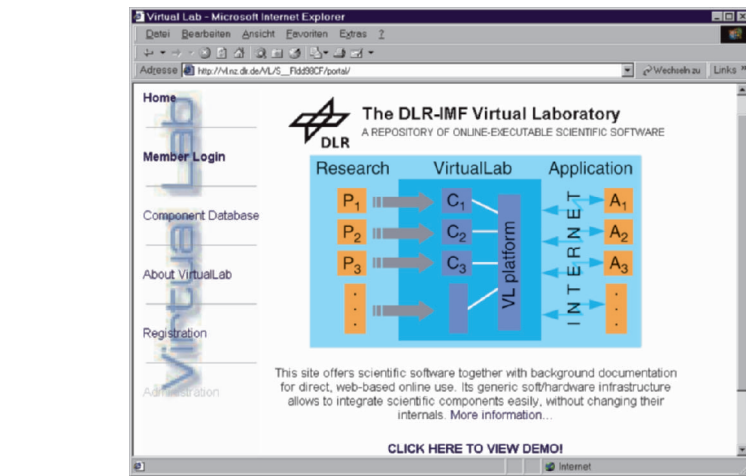 Virtual Lab - Microsoft Internet Explorer
Datei Bearbeiten Ansicht Favoriten Extras ?
Adresse http://vl.nz.dlr.de/VL/S__Fldd98CF/portal/ Wechseln zu Links »
Virtual Lab
Home
Member Login
Component Database
About VirtualLab
Registration
Administration
DLR
The DLR-IMF Virtual Laboratory
A REPOSITORY OF ONLINE-EXECUTABLE SCIENTIFIC SOFTWARE
Research VirtualLab Application
P1 C1 A1
P2 C2 A2
P3 C3 A3
VL platform
INTERNET
This site offers scientific software together with background documentation
for direct, web-based online use. Its generic soft/hardware infrastructure
allows to integrate scientific components easily, without changing their
internals. More information...
CLICK HERE TO VIEW DEMO!
Internet